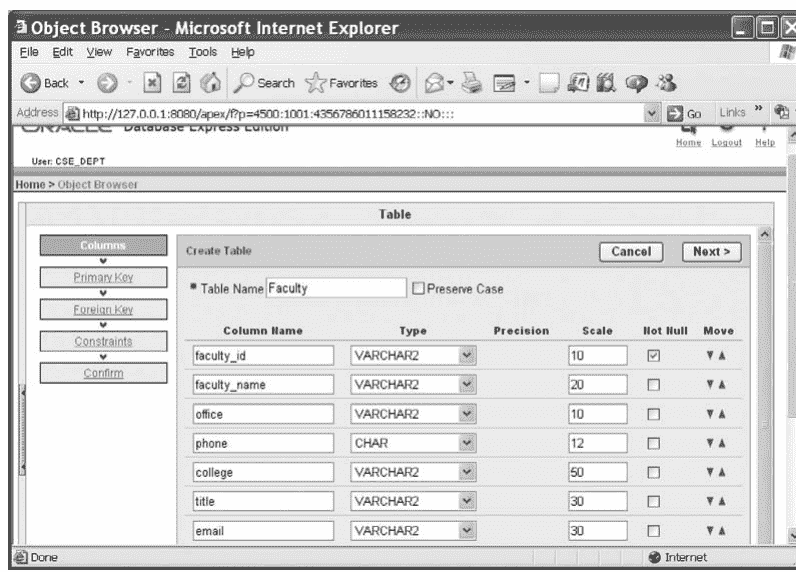 Object Browser - Microsoft Internet Explorer
File Edit View Favorites Tools Help
Back Search Favorites
Address http://127.0.0.1:8080/apex/f?p=4500:1001:4356786011158232::NO::: Go Links »
ORACLE Database Express Edition
Home Logout Help
User: CSE_DEPT
Home > Object Browser
Table
Columns
Primary Key
Foreign Key
Constraints
Confirm
Create Table Cancel Next >
* Table Name Faculty Preserve Case
Column Name Type Precision Scale Not Null Move
faculty_id VARCHAR2 10
faculty_name VARCHAR2 20
office VARCHAR2 10
phone CHAR 12
college VARCHAR2 50
title VARCHAR2 30
email VARCHAR2 30
Done Internet